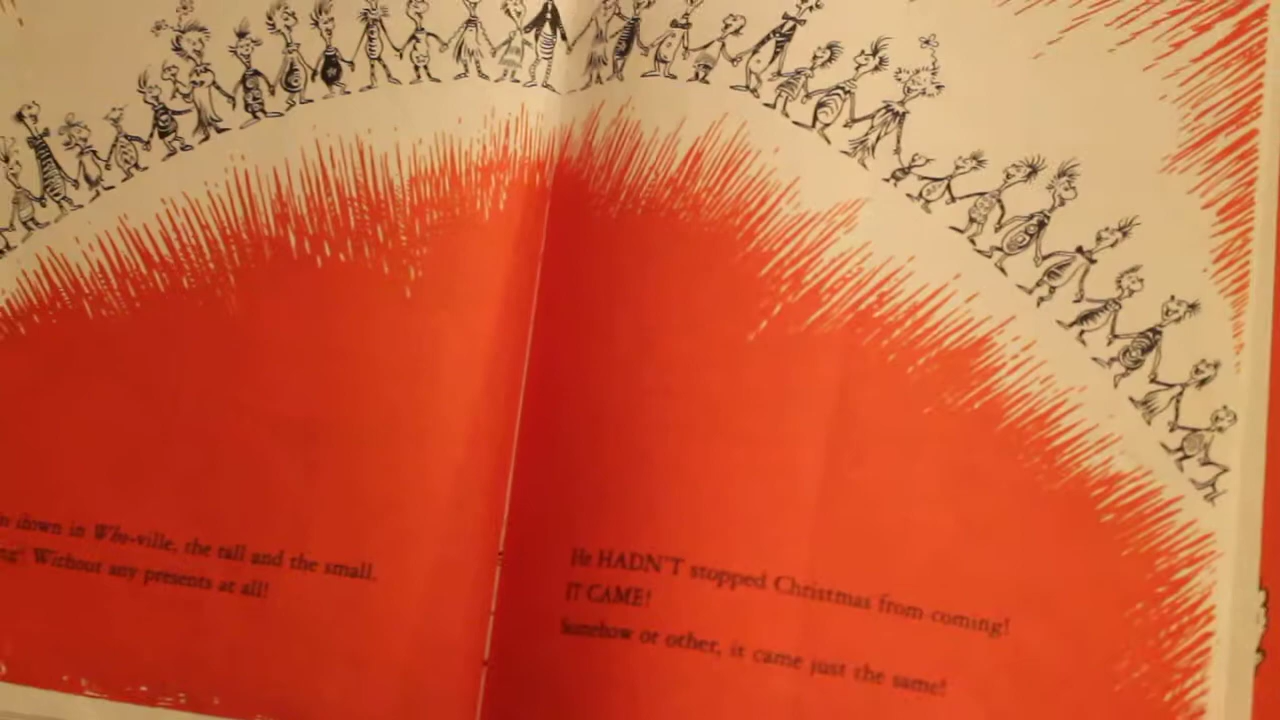 down in Who-ville, the tall and the small,
Without any presents at all!
He HADN'T stopped Christmas from coming!
IT CAME!
Somehow or other, it came just the same!